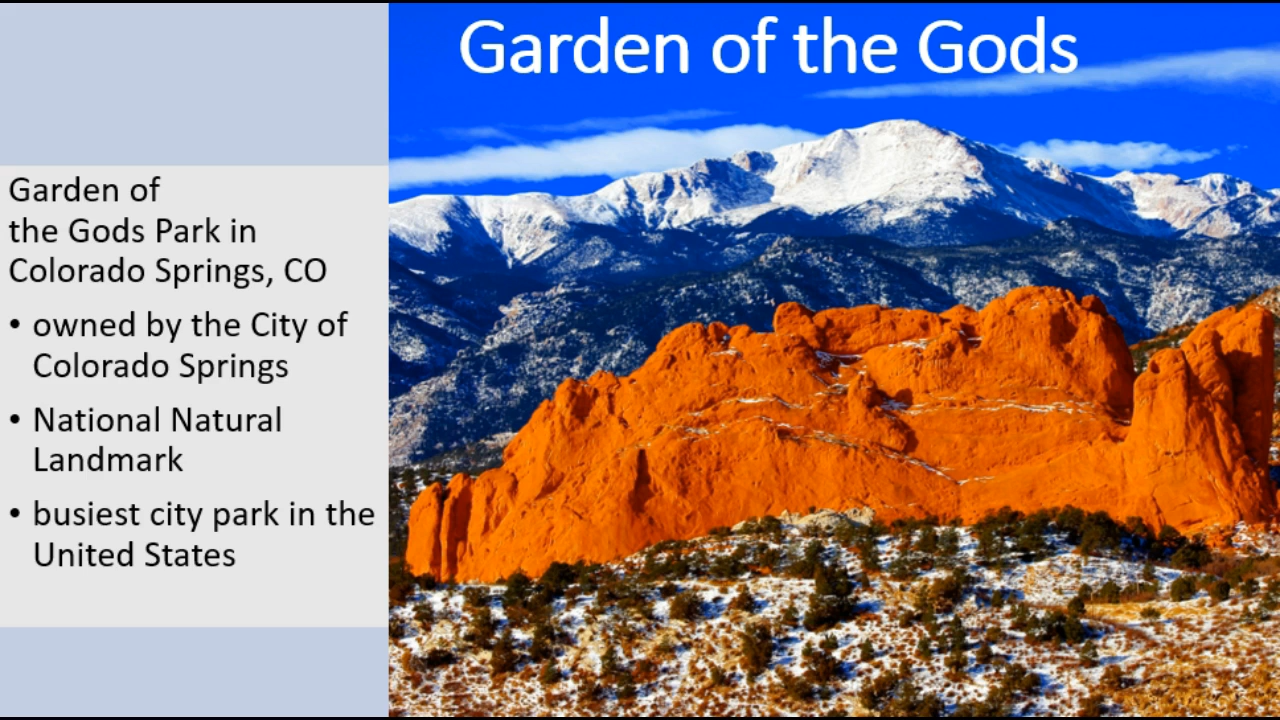 Garden of the Gods
Garden of
the Gods Park in
Colorado Springs, CO
• owned by the City of
Colorado Springs
• National Natural
Landmark
• busiest city park in the
United States